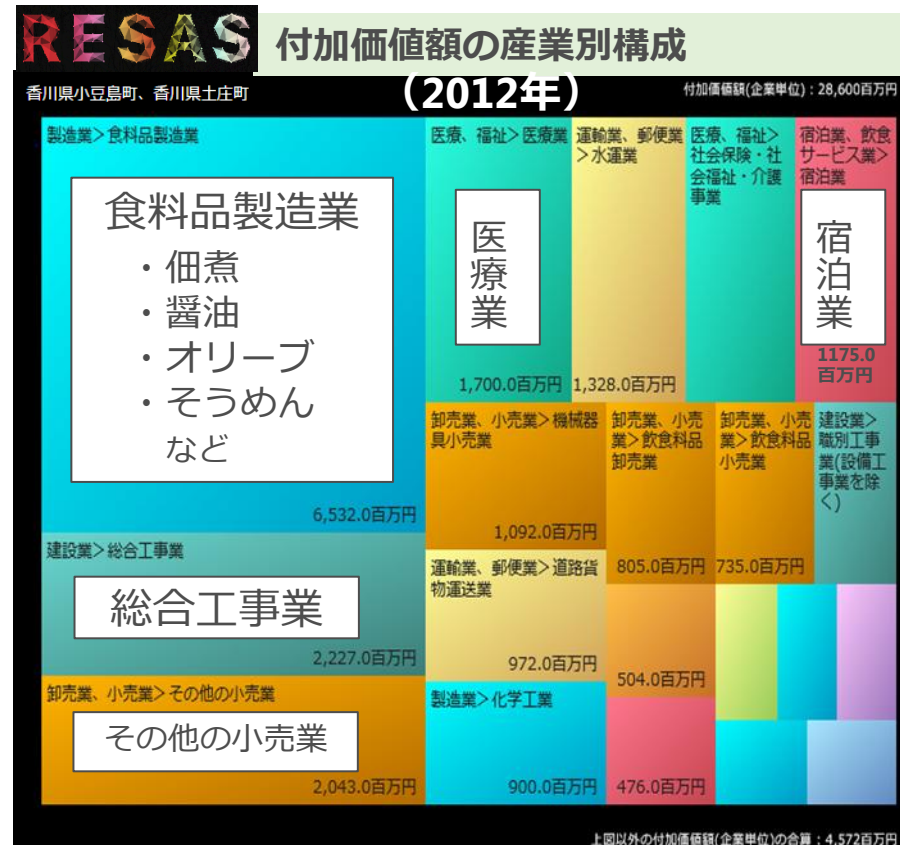 RESAS
付加価値額の産業別構成
（2012年）
香川県小豆島町、香川県土庄町
付加価値額(企業単位)：28,600百万円
製造業＞食料品製造業
食料品製造業
・佃煮
・醤油
・オリーブ
・そうめん
など
6,532.0百万円
建設業＞総合工事業
総合工事業
2,227.0百万円
卸売業、小売業＞その他の小売業
その他の小売業
2,043.0百万円
医療、福祉＞医療業
医療業
1,700.0百万円
運輸業、郵便業
＞水運業
1,328.0百万円
医療、福祉＞
社会保険・社
会福祉・介護
事業
宿泊業、飲食
サービス業＞
宿泊業
宿泊業
1175.0
百万円
卸売業、小売業＞機械器
具小売業
1,092.0百万円
卸売業、小売
業＞飲食料品
卸売業
805.0百万円
卸売業、小売
業＞飲食料品
小売業
735.0百万円
建設業＞
職別工事
業(設備工
事業を除
く)
運輸業、郵便業＞道路貨
物運送業
972.0百万円
504.0百万円
製造業＞化学工業
900.0百万円
476.0百万円
上図以外の付加価値額(企業単位)の合算：4,572百万円